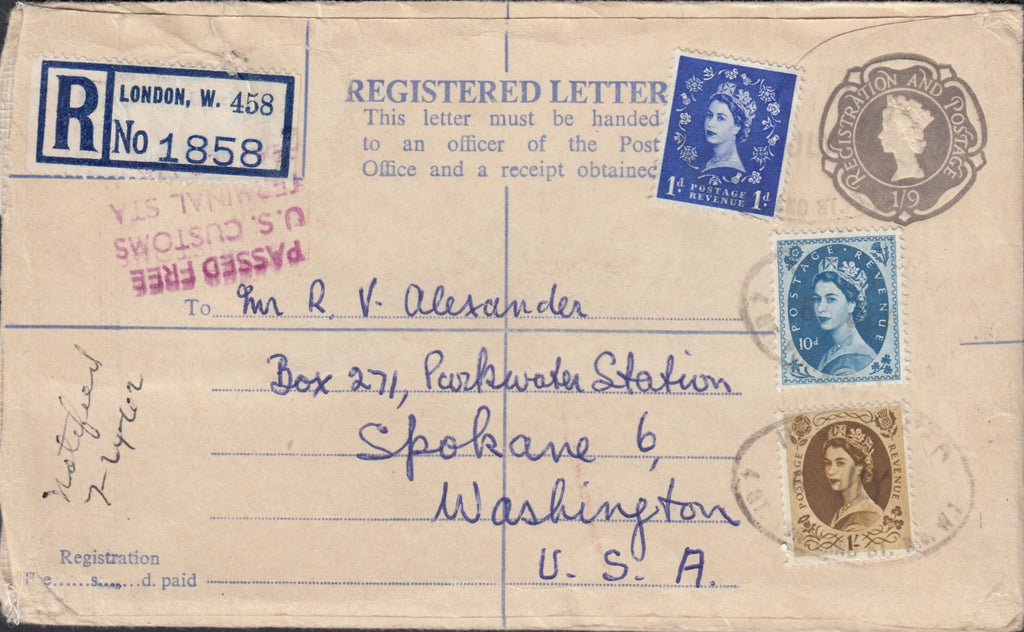 R LONDON, W. 458
No 1858
REGISTERED LETTER
This letter must be handed
to an officer of the Post
Office and a receipt obtained
1d. POSTAGE REVENUE 1d.
REGISTRATION AND POSTAGE
1/9
TERMINAL STA
U.S. CUSTOMS
PASSED FREE
POSTAGE REVENUE
10d
To Mr R. V. Alexander
Box 271, Parkwater Station
Spokane 6,
Washington
U. S. A.
POSTAGE REVENUE
1/-
Notified
Registration
F e......s.....d. paid